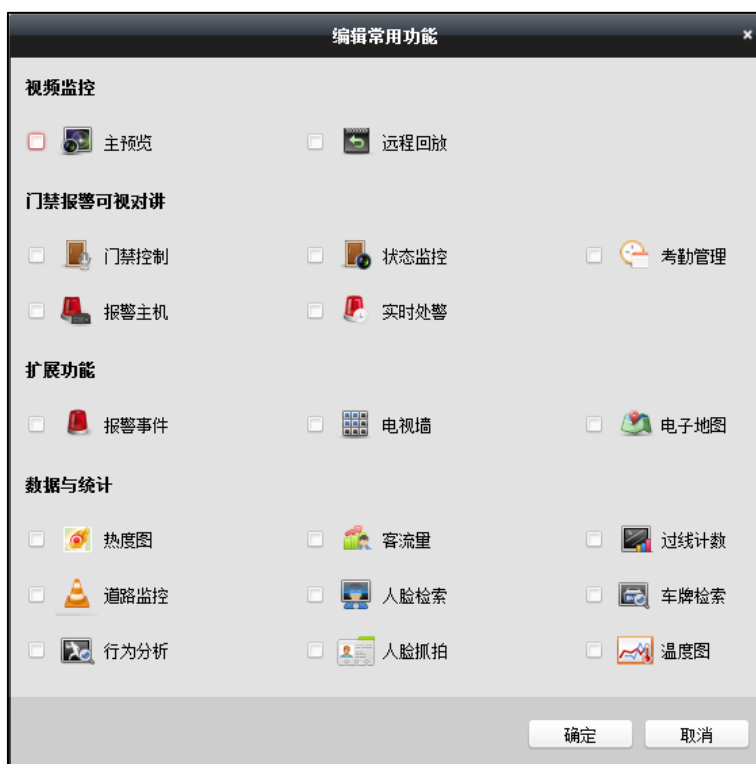 编辑常用功能
视频监控
主预览 远程回放
门禁报警可视对讲
门禁控制 状态监控 考勤管理
报警主机 实时处警
扩展功能
报警事件 电视墙 电子地图
数据与统计
热度图 客流量 过线计数
道路监控 人脸检索 车牌检索
行为分析 人脸抓拍 温度图
确定 取消